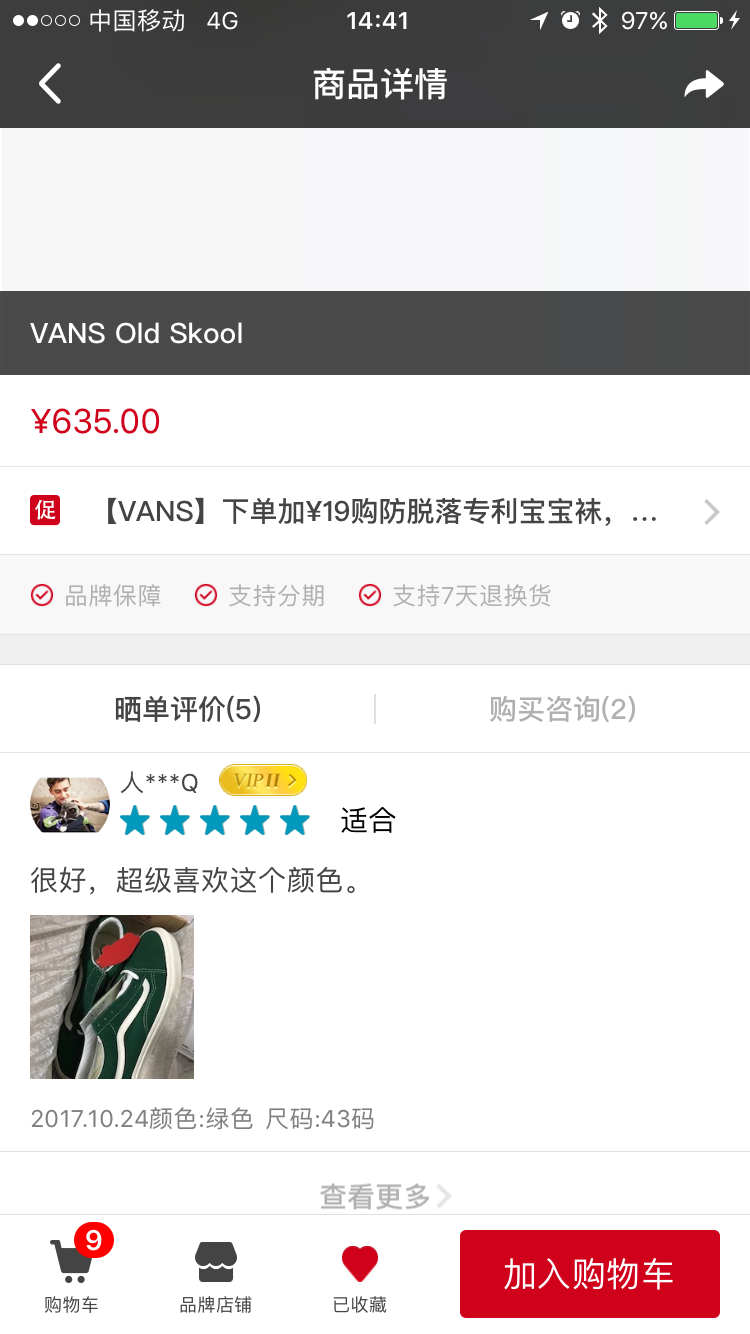 中国移动 4G 14:41 97%
商品详情
VANS Old Skool
¥635.00
促 【VANS】下单加¥19购防脱落专利宝宝袜，...
品牌保障 支持分期 支持7天退换货
晒单评价(5) 购买咨询(2)
人***Q VIP II
适合
很好，超级喜欢这个颜色。
2017.10.24颜色:绿色 尺码:43码
查看更多
9
购物车 品牌店铺 已收藏 加入购物车